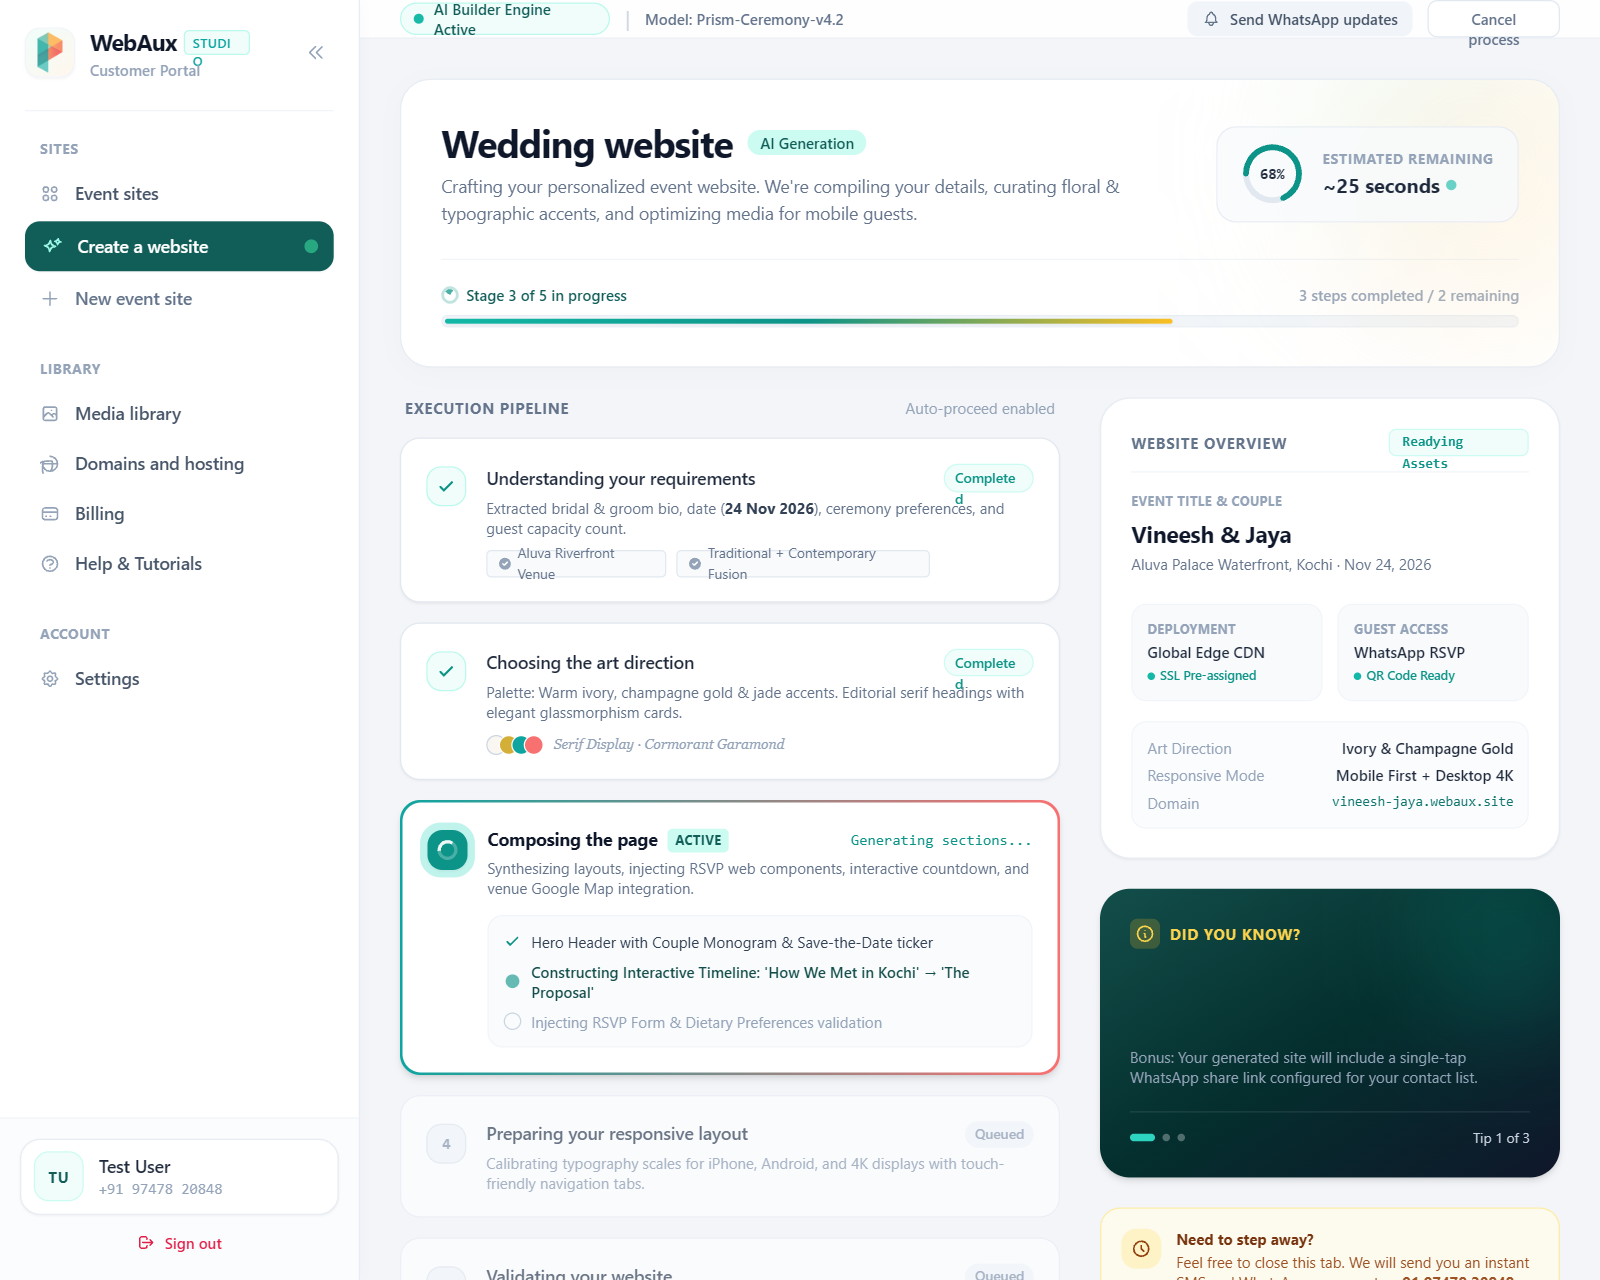 WebAux
STUDI
O
Customer Portal
SITES
Event sites
Create a website
New event site
LIBRARY
Media library
Domains and hosting
Billing
Help & Tutorials
ACCOUNT
Settings
TU
Test User
+91 97478 20848
Sign out
AI Builder Engine
Active
Model: Prism-Ceremony-v4.2
Send WhatsApp updates
Cancel
process
Wedding website
AI Generation
Crafting your personalized event website. We're compiling your details, curating floral &
typographic accents, and optimizing media for mobile guests.
68%
ESTIMATED REMAINING
~25 seconds
Stage 3 of 5 in progress
3 steps completed / 2 remaining
EXECUTION PIPELINE
Auto-proceed enabled
Understanding your requirements
Complete
d
Extracted bridal & groom bio, date (24 Nov 2026), ceremony preferences, and
guest capacity count.
Aluva Riverfront
Venue
Traditional + Contemporary
Fusion
Choosing the art direction
Complete
d
Palette: Warm ivory, champagne gold & jade accents. Editorial serif headings with
elegant glassmorphism cards.
Serif Display · Cormorant Garamond
Composing the page
ACTIVE
Generating sections...
Synthesizing layouts, injecting RSVP web components, interactive countdown, and
venue Google Map integration.
Hero Header with Couple Monogram & Save-the-Date ticker
Constructing Interactive Timeline: 'How We Met in Kochi' → 'The
Proposal'
Injecting RSVP Form & Dietary Preferences validation
4
Preparing your responsive layout
Queued
Calibrating typography scales for iPhone, Android, and 4K displays with touch-
friendly navigation tabs.
Validating your website
Queued
WEBSITE OVERVIEW
Readying
Assets
EVENT TITLE & COUPLE
Vineesh & Jaya
Aluva Palace Waterfront, Kochi · Nov 24, 2026
DEPLOYMENT
Global Edge CDN
SSL Pre-assigned
GUEST ACCESS
WhatsApp RSVP
QR Code Ready
Art Direction
Ivory & Champagne Gold
Responsive Mode
Mobile First + Desktop 4K
Domain
vineesh-jaya.webaux.site
DID YOU KNOW?
Bonus: Your generated site will include a single-tap
WhatsApp share link configured for your contact list.
Tip 1 of 3
Need to step away?
Feel free to close this tab. We will send you an instant